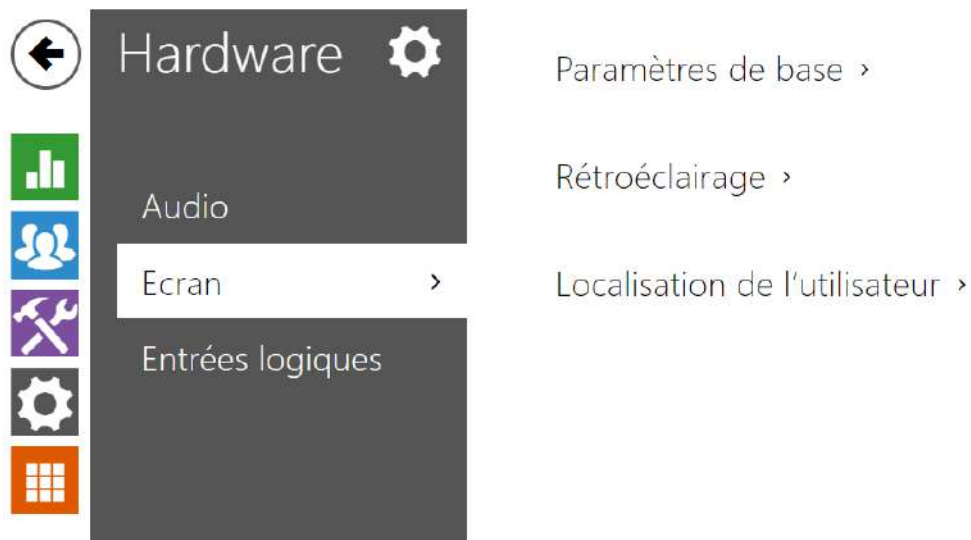 Hardware
Audio
Ecran
Entrées logiques
Paramètres de base
Rétroéclairage
Localisation de l'utilisateur